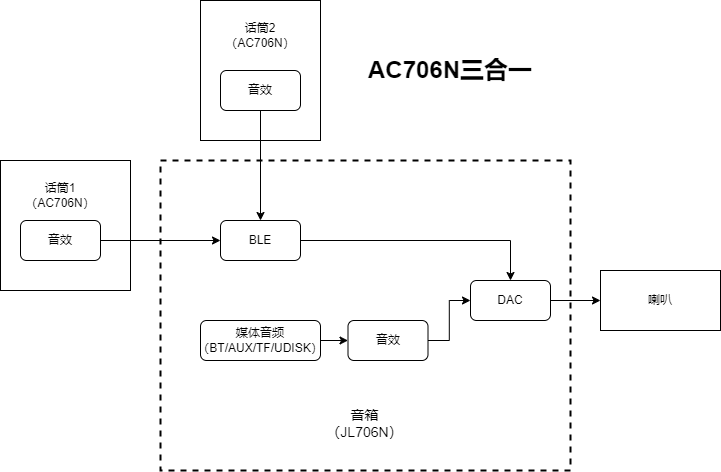 话筒2
（AC706N）
音效
AC706N三合一
话筒1
（AC706N）
音效
BLE
DAC
喇叭
媒体音频
（BT/AUX/TF/UDISK）
音效
音箱
（JL706N）